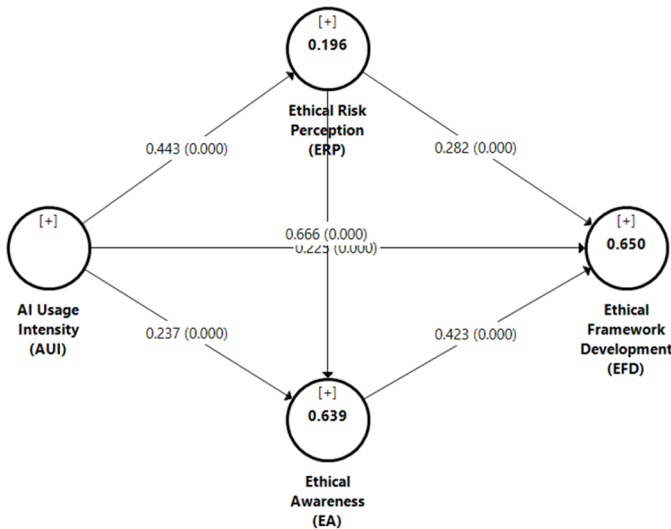 [+]
0.196
Ethical Risk
Perception
(ERP)
0.443 (0.000)
0.282 (0.000)
[+]
AI Usage
Intensity
(AUI)
0.666 (0.000)
0.225 (0.000)
[+]
0.650
Ethical
Framework
Development
(EFD)
0.237 (0.000)
0.423 (0.000)
[+]
0.639
Ethical
Awareness
(EA)